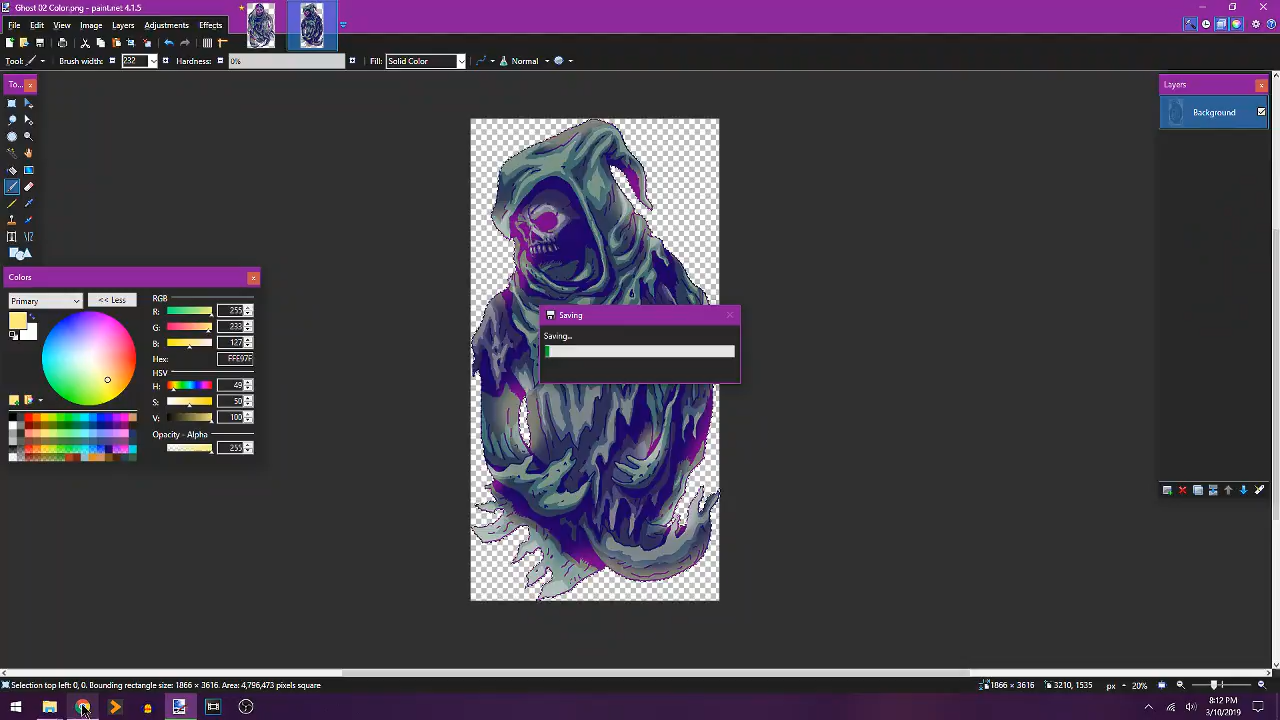 Ghost 02 Color.png - paint.net 4.1.5
File Edit View Image Layers Adjustments Effects
Tool: Brush width: 232 Hardness: 0% Fill: Solid Color Normal
To...
Layers
Background
Colors
Primary << Less
RGB
R: 255
G: 233
B: 127
Hex: FFE97F
HSV
H: 49
S: 50
V: 100
Opacity - Alpha
255
Saving
Saving...
Selection top left: 0, 0. Bounding rectangle size: 1866 × 3616. Area: 4,796,473 pixels square
1866 × 3616 3210, 1535 px 20%
8:12 PM
3/10/2019